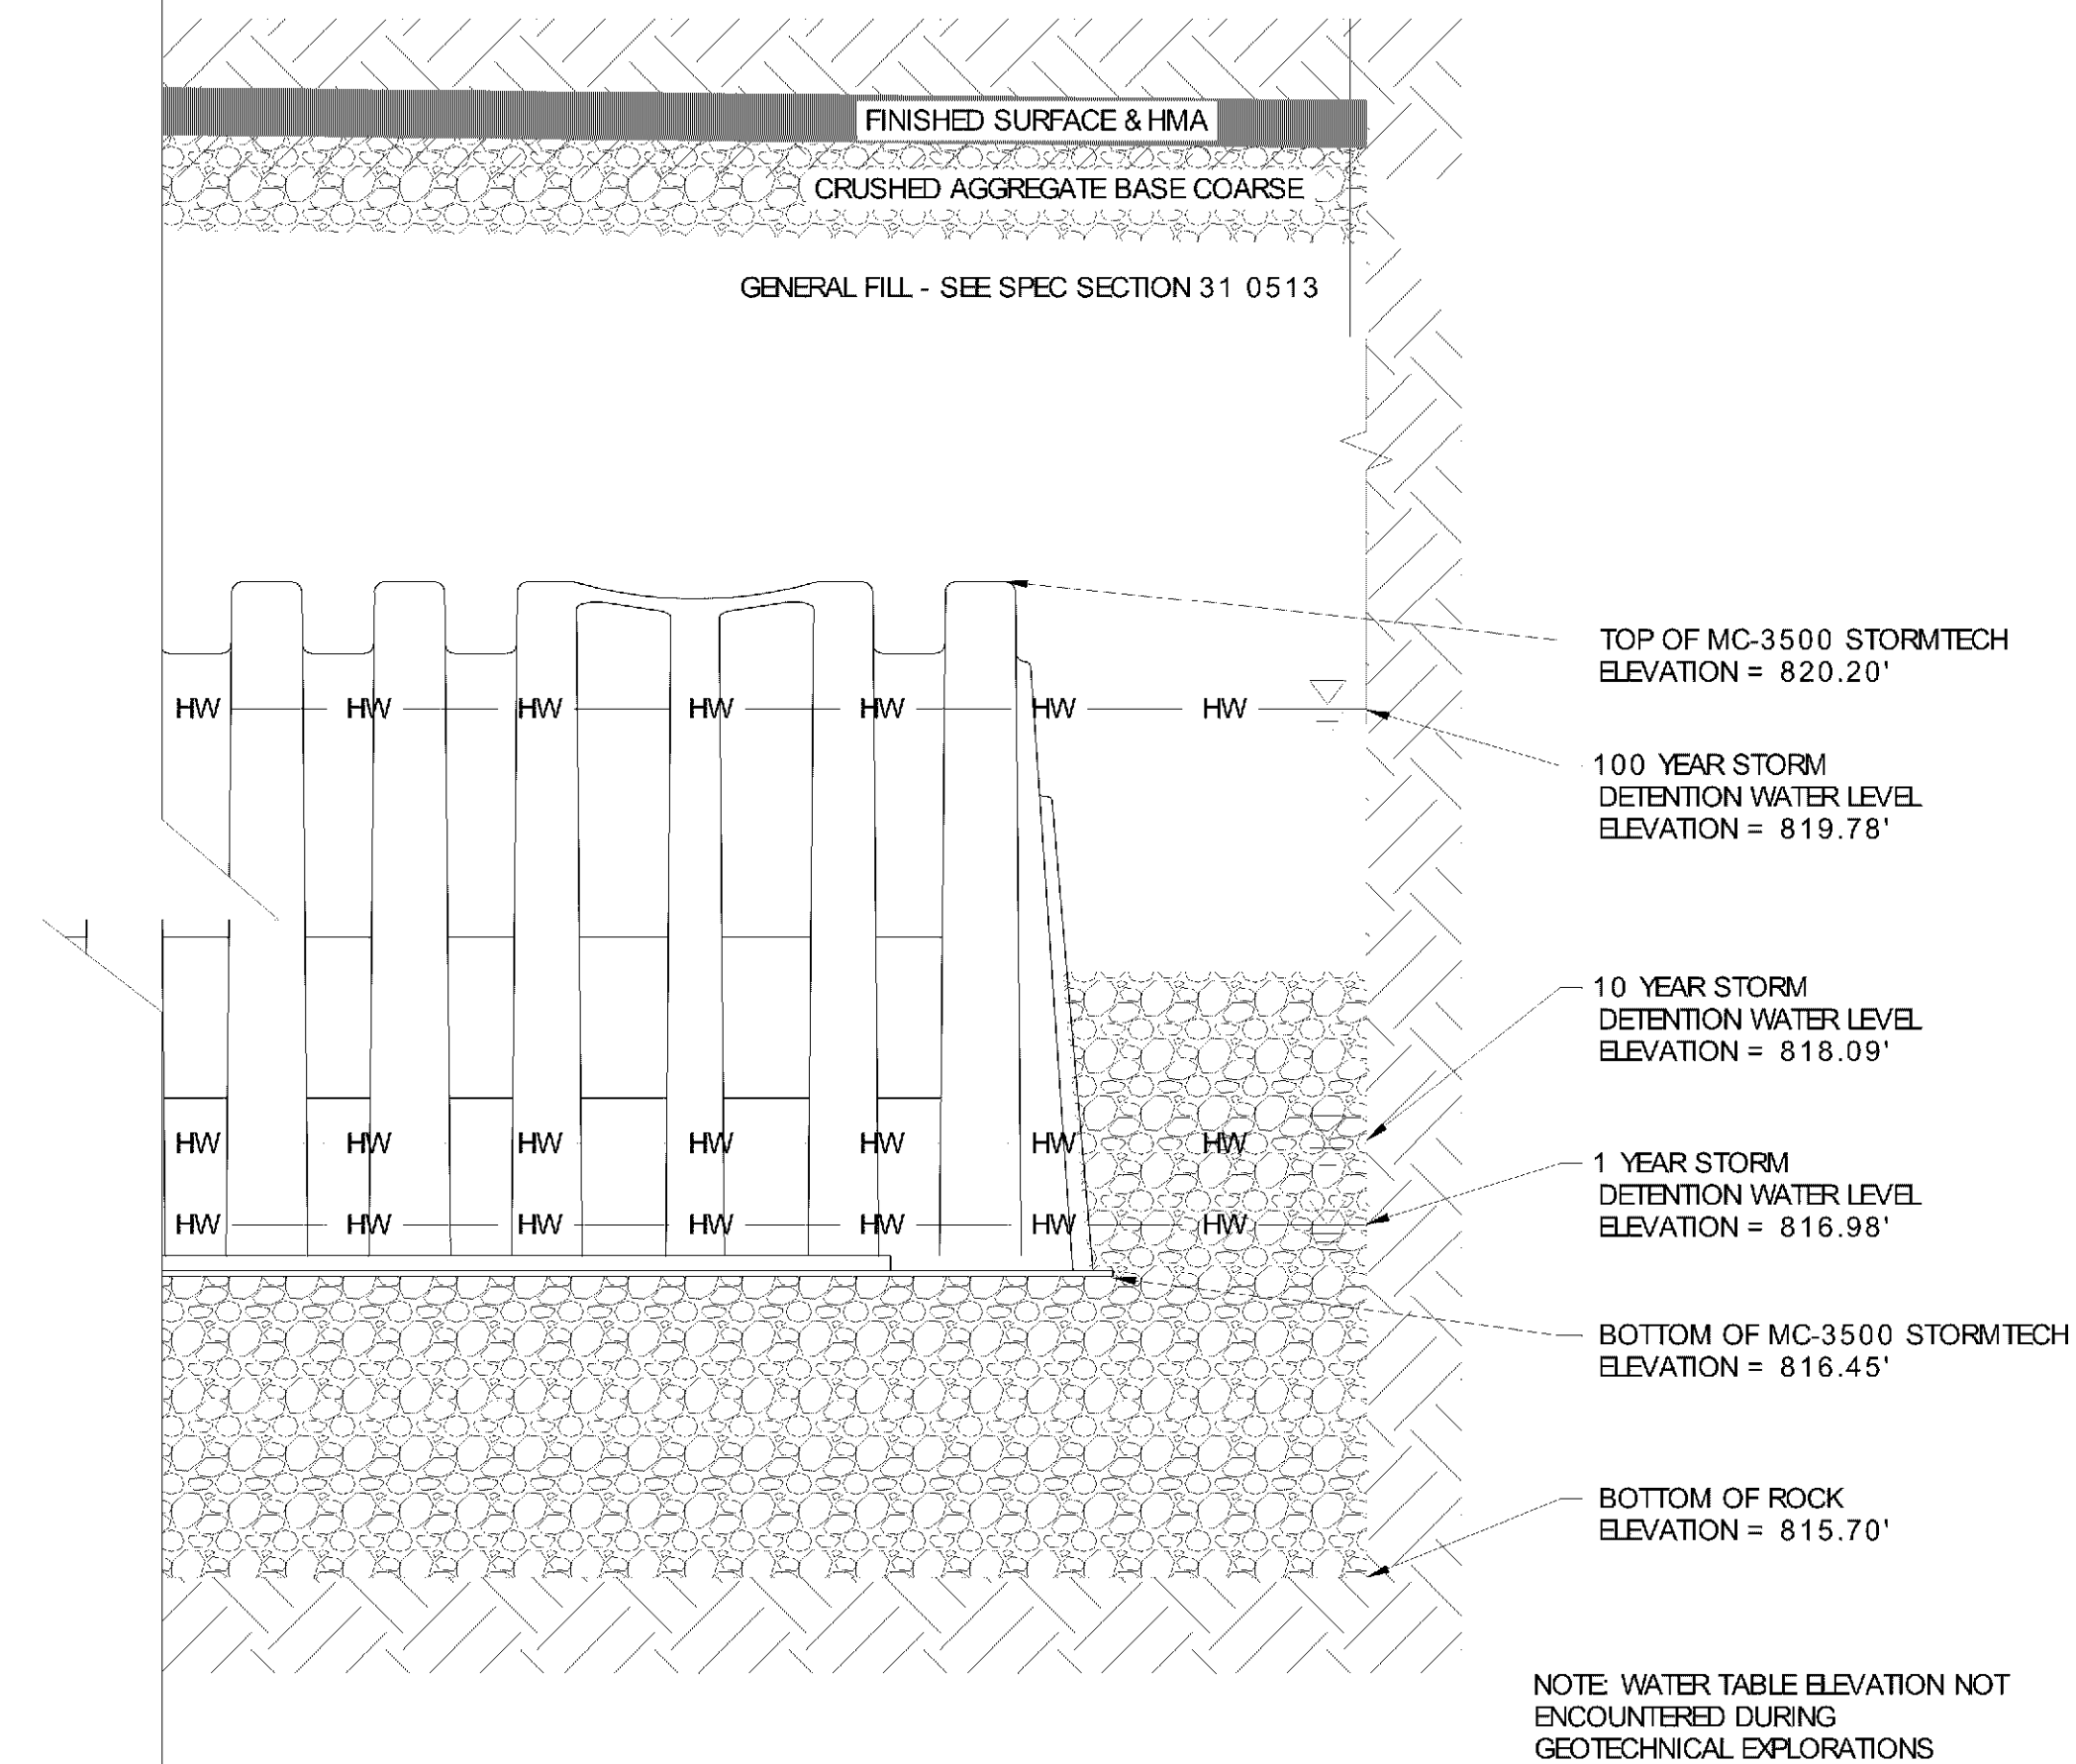 FINISHED SURFACE & HMA
CRUSHED AGGREGATE BASE COARSE
GENERAL FILL - SEE SPEC SECTION 31 0513
TOP OF MC-3500 STORMTECH
ELEVATION = 820.20'
HW HW HW HW HW HW HW
100 YEAR STORM
DETENTION WATER LEVEL
ELEVATION = 819.78'
10 YEAR STORM
DETENTION WATER LEVEL
ELEVATION = 818.09'
HW HW HW HW HW HW HW
1 YEAR STORM
DETENTION WATER LEVEL
ELEVATION = 816.98'
HW HW HW HW HW HW HW
BOTTOM OF MC-3500 STORMTECH
ELEVATION = 816.45'
BOTTOM OF ROCK
ELEVATION = 815.70'
NOTE: WATER TABLE ELEVATION NOT
ENCOUNTERED DURING
GEOTECHNICAL EXPLORATIONS